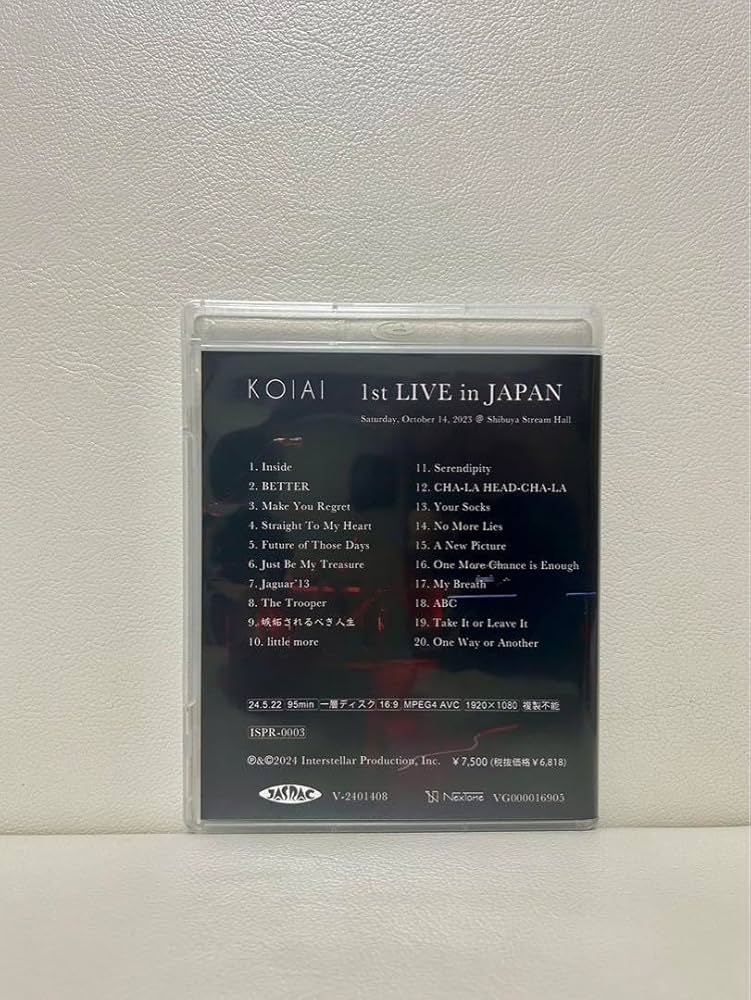 KOIAI 1st LIVE in JAPAN
Saturday, October 14, 2023 @ Shibuya Stream Hall
1. Inside
2. BETTER
3. Make You Regret
4. Straight To My Heart
5. Future of Those Days
6. Just Be My Treasure
7. Jaguar'13
8. The Trooper
9. 嫉妬されるべき人生
10. little more
11. Serendipity
12. CHA-LA HEAD-CHA-LA
13. Your Socks
14. No More Lies
15. A New Picture
16. One More Chance is Enough
17. My Breath
18. ABC
19. Take It or Leave It
20. One Way or Another
24.5.22 95min 一層ディスク 16:9 MPEG4 AVC 1920×1080 複製不能
ISPR-0003
℗&©2024 Interstellar Production, Inc. ¥7,500 (税抜価格¥6,818)
JASRAC V-2401408 NexTone VG000016905